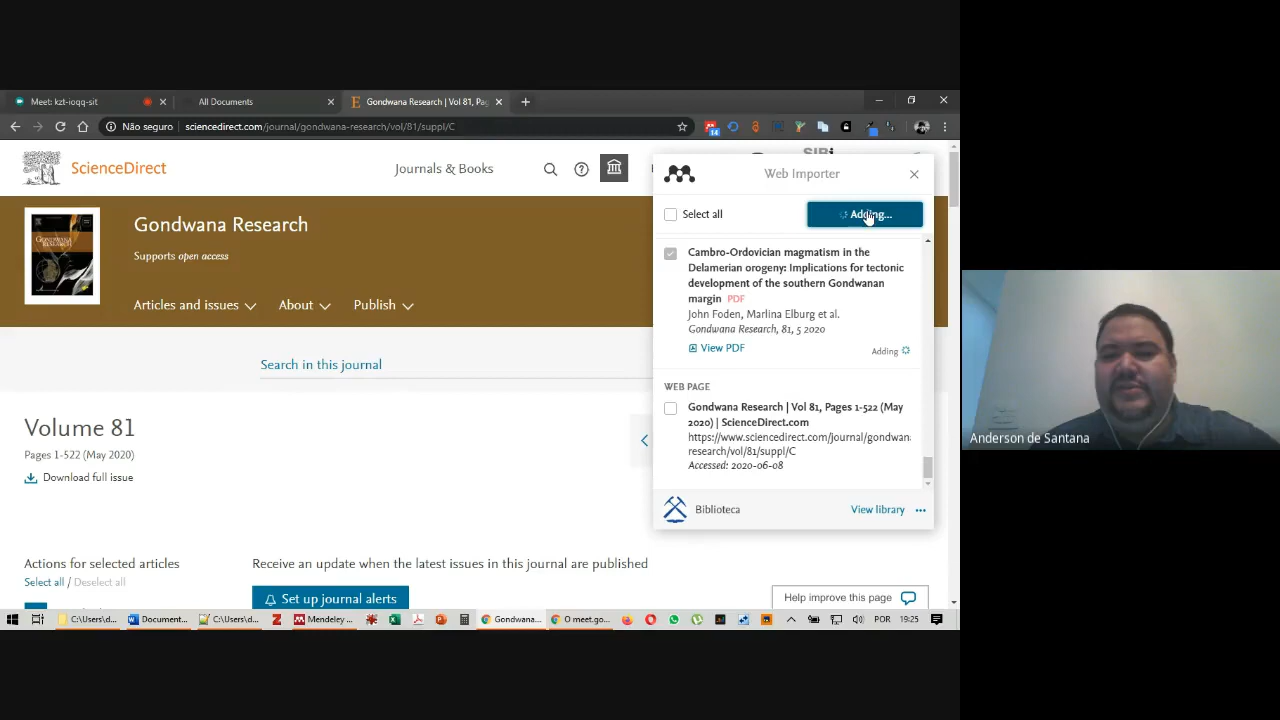 Meet: kzt-ioqq-sit
All Documents
Gondwana Research | Vol 81, Pag
Não seguro
sciencedirect.com/journal/gondwana-research/vol/81/suppl/C
14
ScienceDirect
Journals & Books
Gondwana Research
Supports open access
Articles and issues
About
Publish
Search in this journal
Volume 81
Pages 1-522 (May 2020)
Download full issue
Actions for selected articles
Select all / Deselect all
Receive an update when the latest issues in this journal are published
Set up journal alerts
Help improve this page
Web Importer
Select all
Adding...
Cambro-Ordovician magmatism in the
Delamerian orogeny: Implications for tectonic
development of the southern Gondwanan
margin PDF
John Foden, Marlina Elburg et al.
Gondwana Research, 81, 5 2020
View PDF
Adding
WEB PAGE
Gondwana Research | Vol 81, Pages 1-522 (May
2020) | ScienceDirect.com
https://www.sciencedirect.com/journal/gondwana
research/vol/81/suppl/C
Accessed: 2020-06-08
Biblioteca
View library
C:\Users\d...
Document...
C:\Users\d...
Mendeley ...
Gondwana...
O meet.go...
POR
19:25
Anderson de Santana